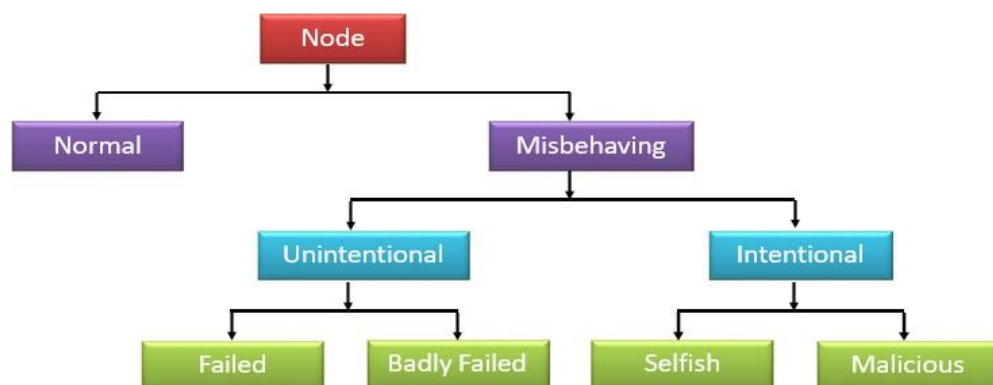 Node
Normal
Misbehaving
Unintentional
Intentional
Failed
Badly Failed
Selfish
Malicious